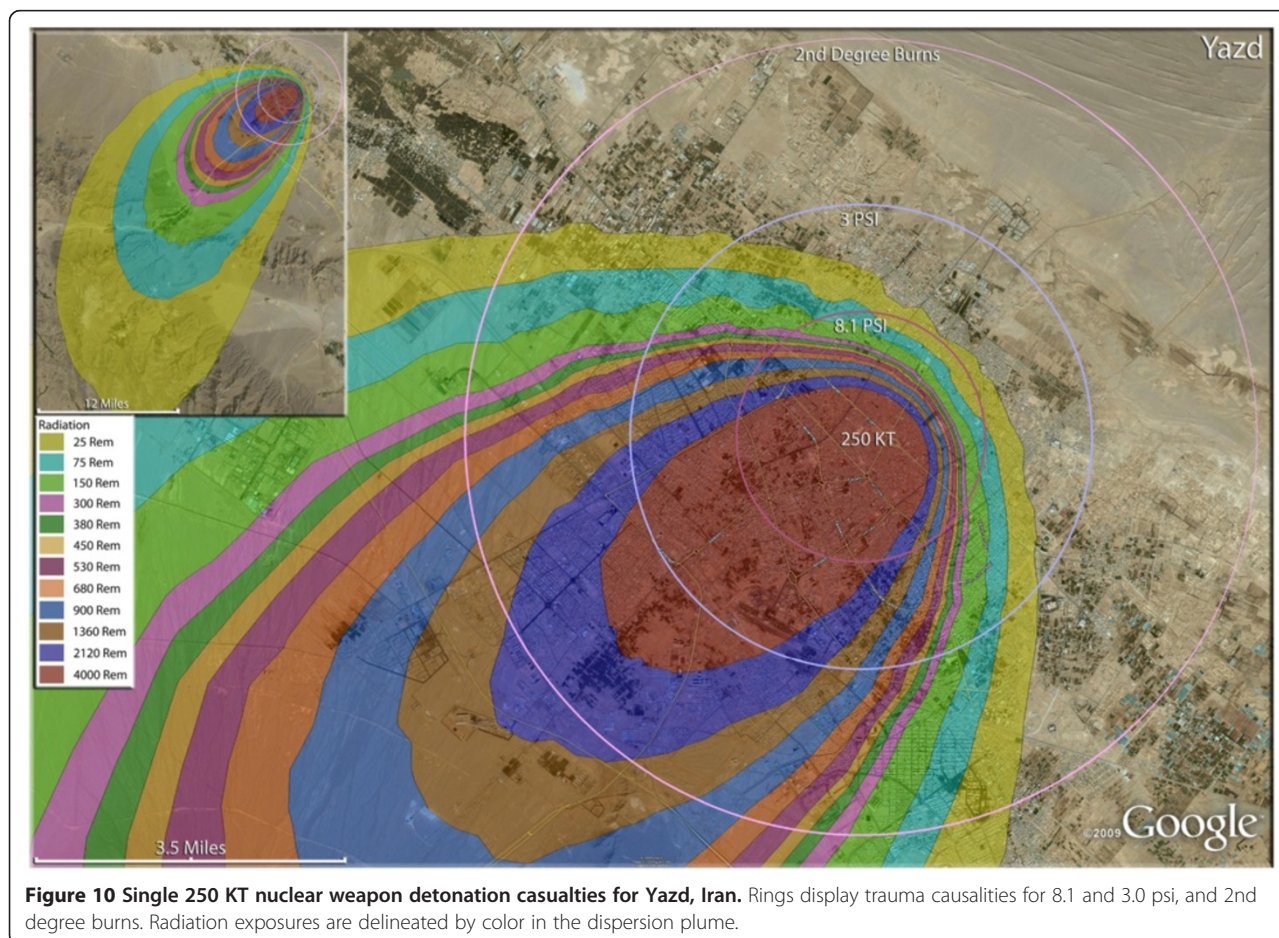 Yazd
2nd Degree Burns
3 PSI
8.1 PSI
250 KT
12 Miles
Radiation
25 Rem
75 Rem
150 Rem
300 Rem
380 Rem
450 Rem
530 Rem
680 Rem
900 Rem
1360 Rem
2120 Rem
4000 Rem
3.5 Miles
©2009 Google
Figure 10 Single 250 KT nuclear weapon detonation casualties for Yazd, Iran. Rings display trauma causalities for 8.1 and 3.0 psi, and 2nd
degree burns. Radiation exposures are delineated by color in the dispersion plume.